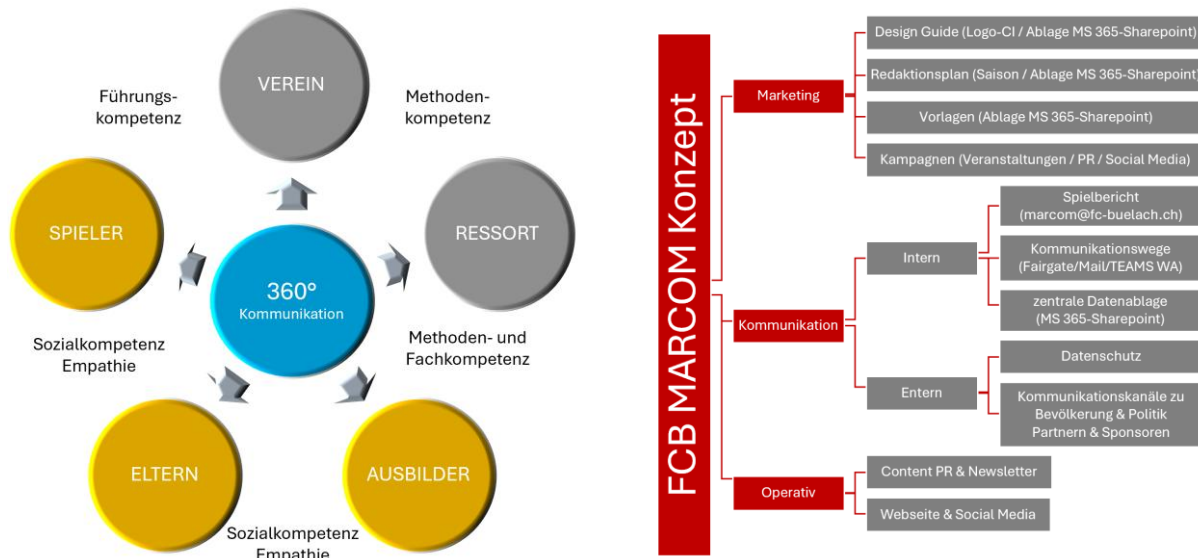 VEREIN
Führungs-
kompetenz
Methoden-
kompetenz
SPIELER
RESSORT
360°
Kommunikation
Sozialkompetenz
Empathie
Methoden- und
Fachkompetenz
ELTERN
AUSBILDER
Sozialkompetenz
Empathie
FCB MARCOM Konzept
Marketing
Design Guide (Logo-CI / Ablage MS 365-Sharepoint)
Redaktionsplan (Saison / Ablage MS 365-Sharepoint)
Vorlagen (Ablage MS 365-Sharepoint)
Kampagnen (Veranstaltungen / PR / Social Media)
Kommunikation
Intern
Spielbericht
(marcom@fc-buelach.ch)
Kommunikationswege
(Fairgate/Mail/TEAMS WA)
zentrale Datenablage
(MS 365-Sharepoint)
Entern
Datenschutz
Kommunikationskanäle zu
Bevölkerung & Politik
Partnern & Sponsoren
Operativ
Content PR & Newsletter
Webseite & Social Media